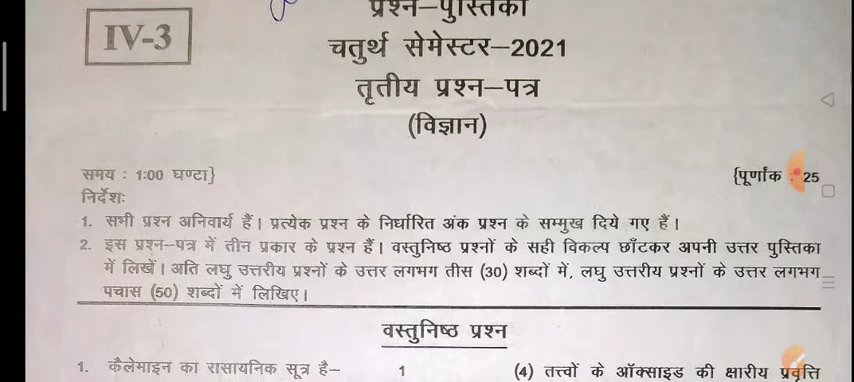 प्रश्न–पुस्तिका
IV-3
चतुर्थ सेमेस्टर–2021
तृतीय प्रश्न–पत्र
(विज्ञान)
समय : 1:00 घण्टा} {पूर्णांक : 25
निर्देशः
1. सभी प्रश्न अनिवार्य हैं। प्रत्येक प्रश्न के निर्धारित अंक प्रश्न के सम्मुख दिये गए हैं।
2. इस प्रश्न–पत्र में तीन प्रकार के प्रश्न हैं। वस्तुनिष्ठ प्रश्नों के सही विकल्प छाँटकर अपनी उत्तर पुस्तिका
में लिखें। अति लघु उत्तरीय प्रश्नों के उत्तर लगभग तीस (30) शब्दों में, लघु उत्तरीय प्रश्नों के उत्तर लगभग
पचास (50) शब्दों में लिखिए।
वस्तुनिष्ठ प्रश्न
1. कैलेमाइन का रासायनिक सूत्र है– 1
(4) तत्त्वों के ऑक्साइड की क्षारीय प्रवृत्ति